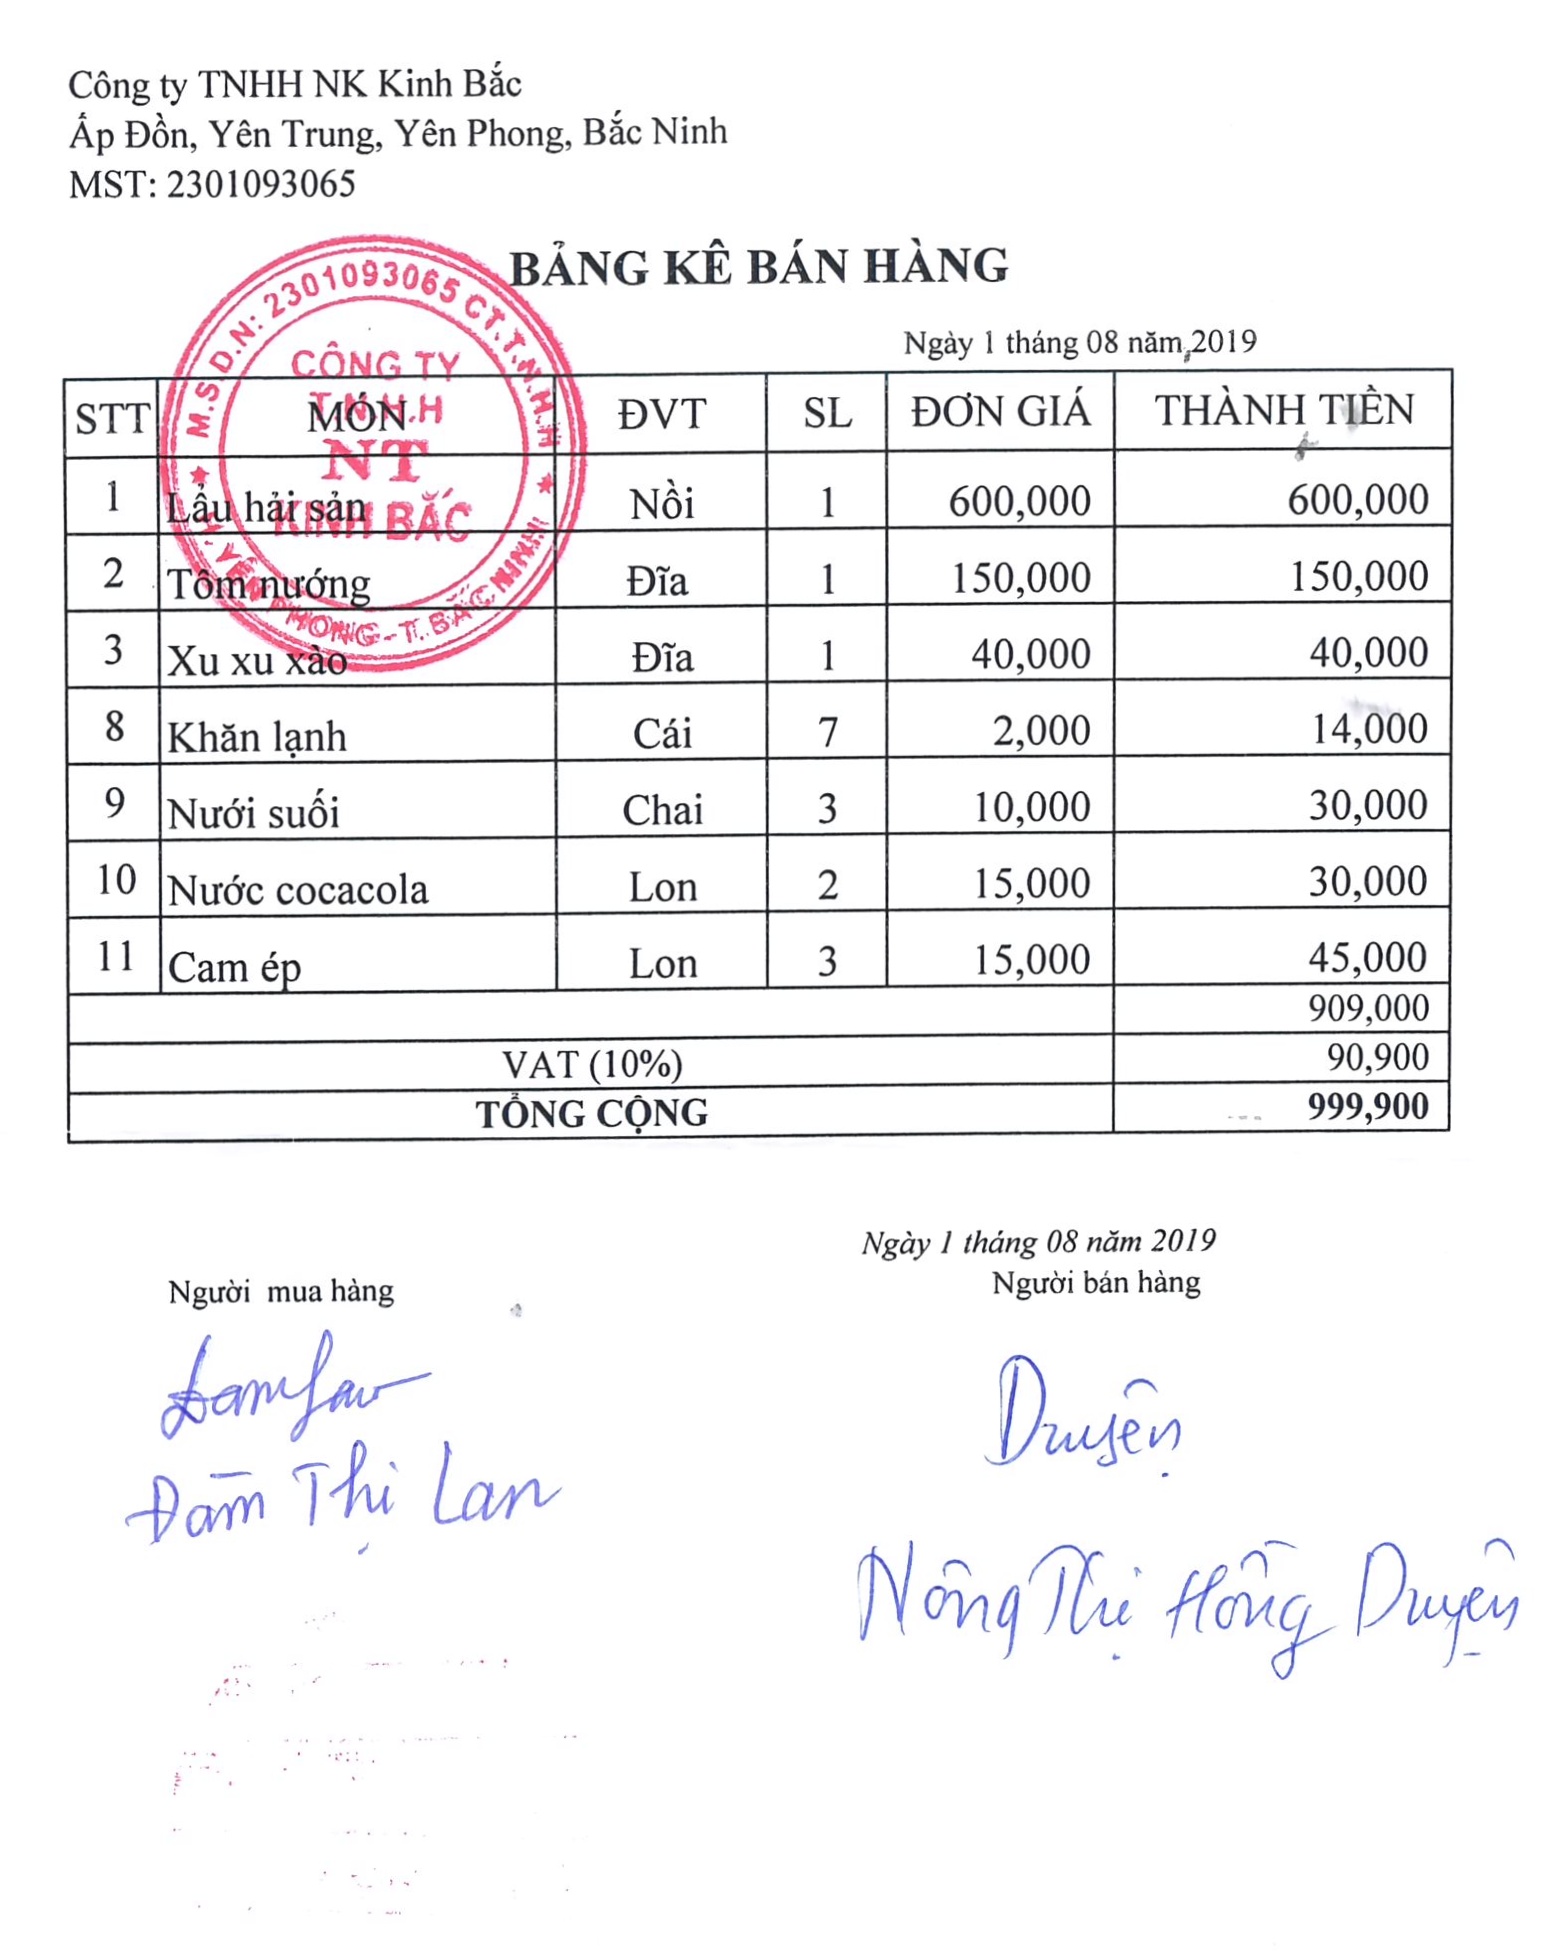 Công ty TNHH NK Kinh Bắc
Ấp Đồn, Yên Trung, Yên Phong, Bắc Ninh
MST: 2301093065
BẢNG KÊ BÁN HÀNG
Ngày 1 tháng 08 năm 2019
M.S.D.N: 2301093065 CT.T.N.H.H
CÔNG TY
T.N.H.H
NT
KINH BẮC
H. YÊN PHONG - T. BẮC NINH
STT MÓN ĐVT SL ĐƠN GIÁ THÀNH TIỀN
1 Lẩu hải sản Nồi 1 600,000 600,000
2 Tôm nướng Đĩa 1 150,000 150,000
3 Xu xu xào Đĩa 1 40,000 40,000
8 Khăn lạnh Cái 7 2,000 14,000
9 Nưới suối Chai 3 10,000 30,000
10 Nước cocacola Lon 2 15,000 30,000
11 Cam ép Lon 3 15,000 45,000
909,000
VAT (10%) 90,900
TỔNG CỘNG 999,900
Ngày 1 tháng 08 năm 2019
Người mua hàng Người bán hàng
Duyên
Đàm Thị Lan
Nông Thị Hồng Duyên